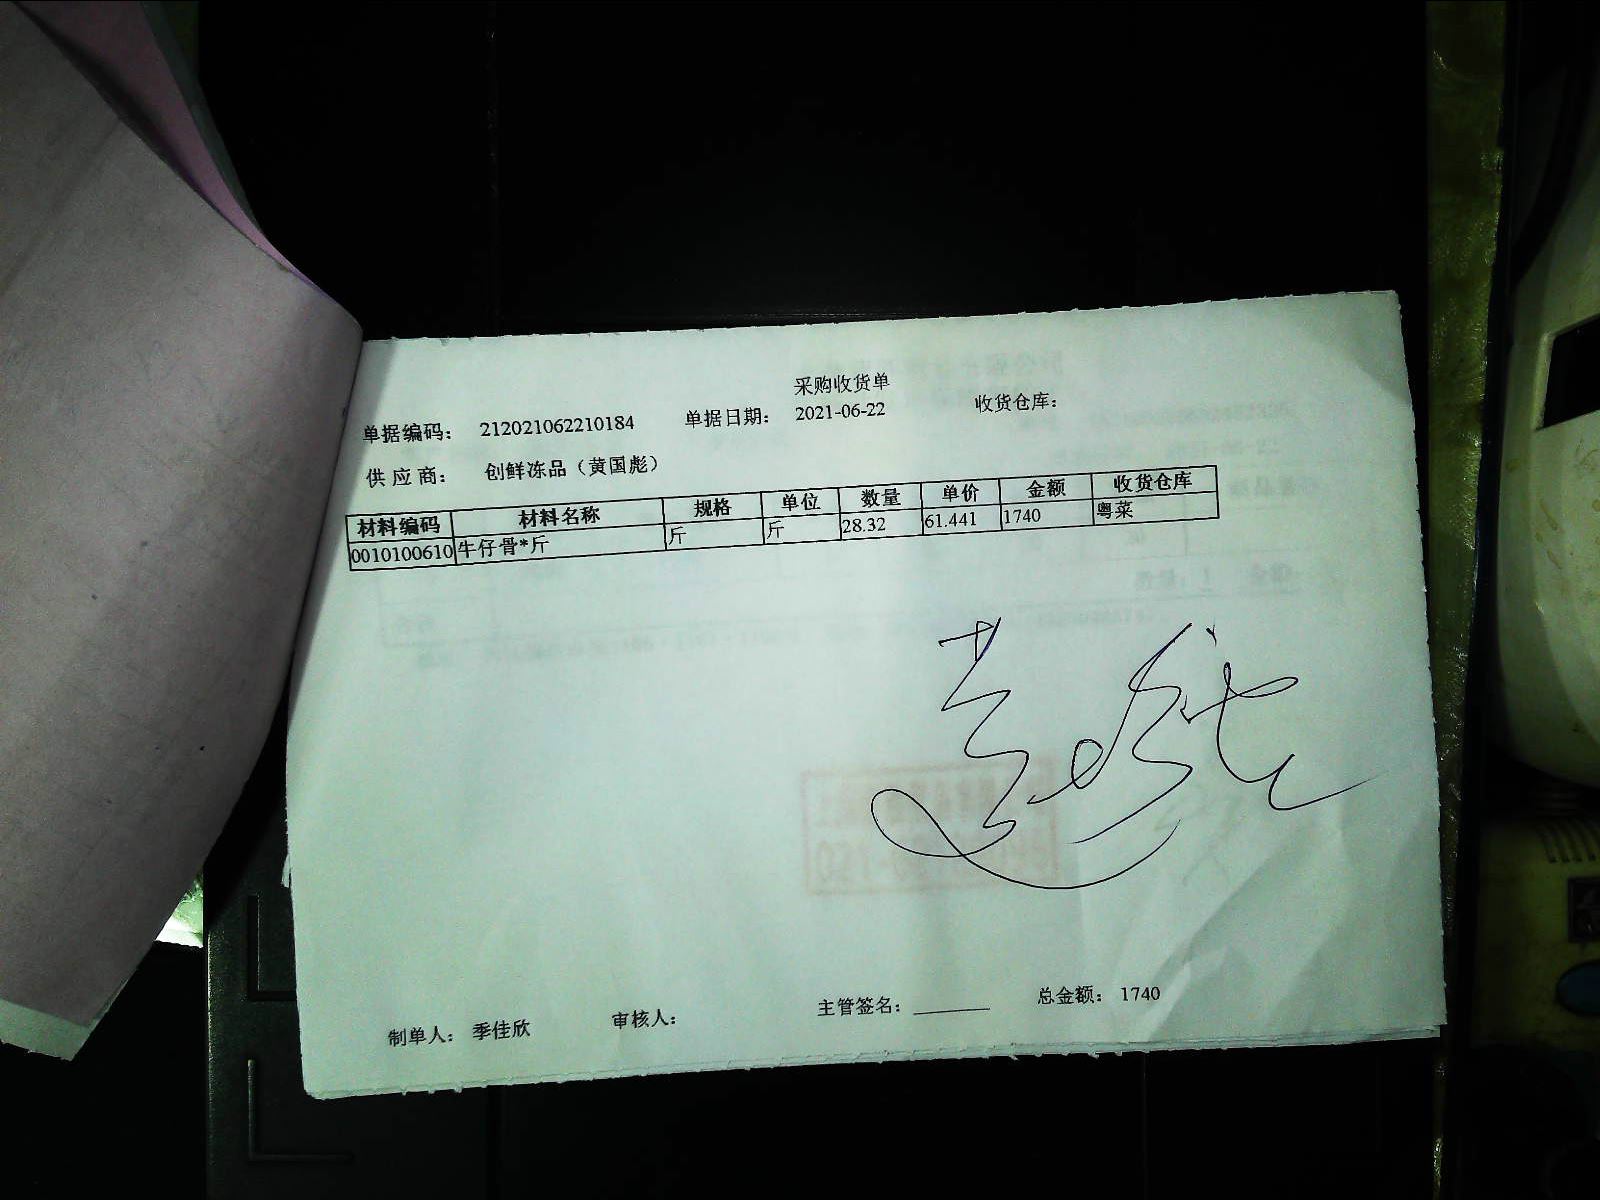 采购收货单
单据编码： 212021062210184 单据日期： 2021-06-22 收货仓库：
供 应 商： 创鲜冻品（黄国彪）
材料编码 材料名称 规格 单位 数量 单价 金额 收货仓库
0010100610 牛仔骨*斤 斤 斤 28.32 61.441 1740 粤菜
制单人： 季佳欣 审核人： 主管签名： 总金额： 1740